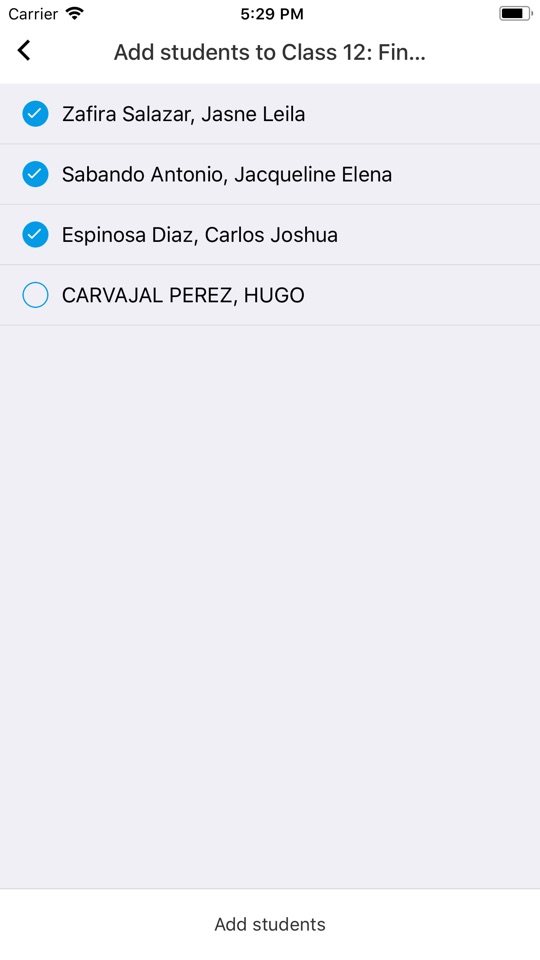 Carrier
5:29 PM
Add students to Class 12: Fin...
Zafira Salazar, Jasne Leila
Sabando Antonio, Jacqueline Elena
Espinosa Diaz, Carlos Joshua
CARVAJAL PEREZ, HUGO
Add students